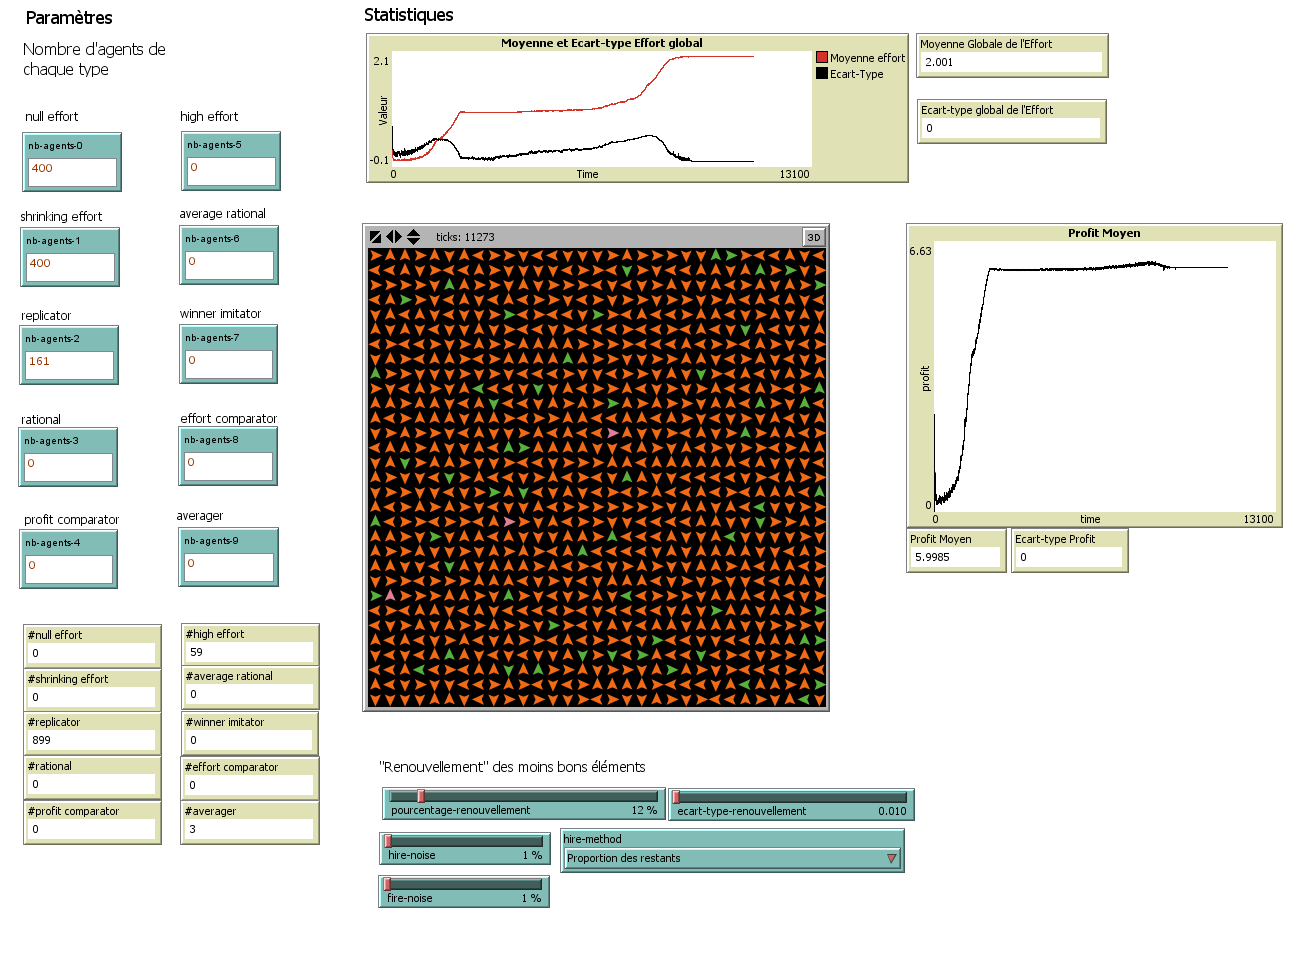 Paramètres
Nombre d'agents de
chaque type
null effort
high effort
nb-agents-0
400
nb-agents-5
0
shrinking effort
average rational
nb-agents-1
400
nb-agents-6
0
replicator
winner imitator
nb-agents-2
161
nb-agents-7
0
rational
effort comparator
nb-agents-3
0
nb-agents-8
0
profit comparator
averager
nb-agents-4
0
nb-agents-9
0
#null effort
0
#high effort
59
#shrinking effort
0
#average rational
0
#replicator
899
#winner imitator
0
#rational
0
#effort comparator
0
#profit comparator
0
#averager
3
Statistiques
Moyenne et Ecart-type Effort global
2.1
Valeur
-0.1
0
Time
13100
Moyenne effort
Ecart-Type
Moyenne Globale de l'Effort
2.001
Ecart-type global de l'Effort
0
ticks: 11273
3D
Profit Moyen
6.63
profit
0
0
time
13100
Profit Moyen
5.9985
Ecart-type Profit
0
"Renouvellement" des moins bons éléments
pourcentage-renouvellement 12 %
ecart-type-renouvellement 0.010
hire-noise 1 %
hire-method
Proportion des restants
fire-noise 1 %